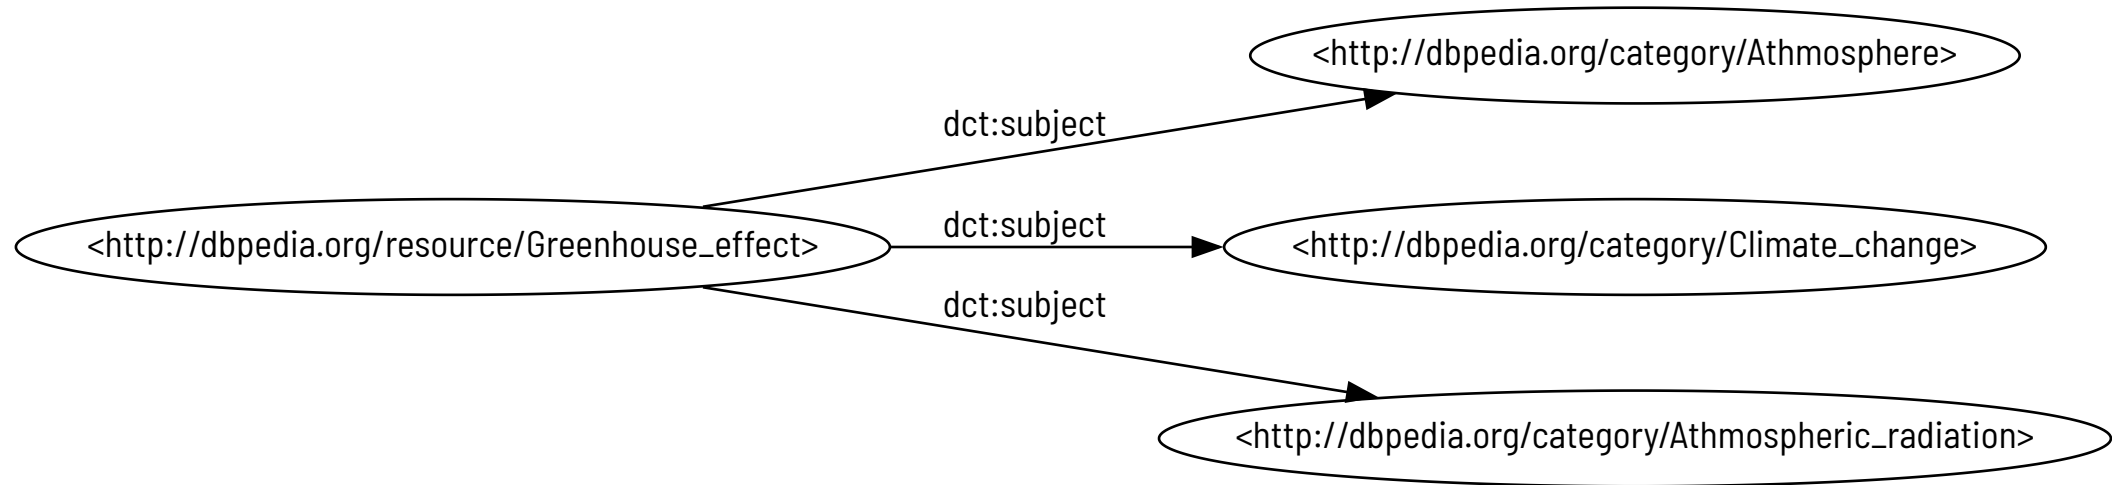 <http://dbpedia.org/category/Athmosphere>
dct:subject
dct:subject
<http://dbpedia.org/resource/Greenhouse_effect>
<http://dbpedia.org/category/Climate_change>
dct:subject
<http://dbpedia.org/category/Athmospheric_radiation>